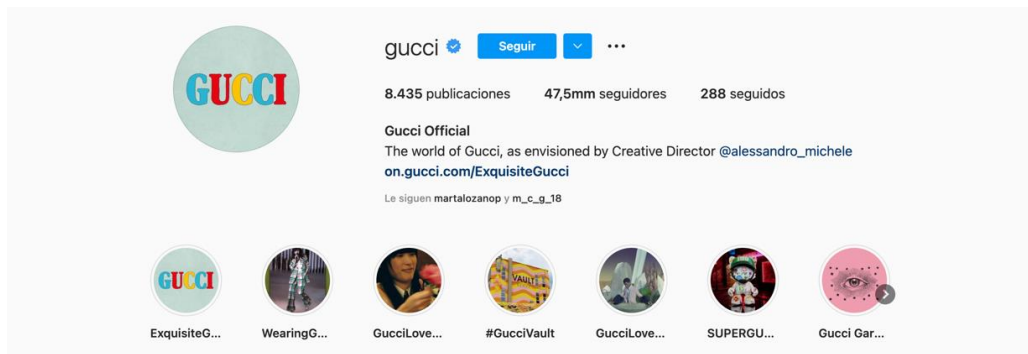 GUCCI
gucci Seguir
8.435 publicaciones 47,5mm seguidores 288 seguidos
Gucci Official
The world of Gucci, as envisioned by Creative Director @alessandro_michele
on.gucci.com/ExquisiteGucci
Le siguen martalozanop y m_c_g_18
GUCCI
VAULT
ExquisiteG... WearingG... GucciLove... #GucciVault GucciLove... SUPERGU... Gucci Gar...